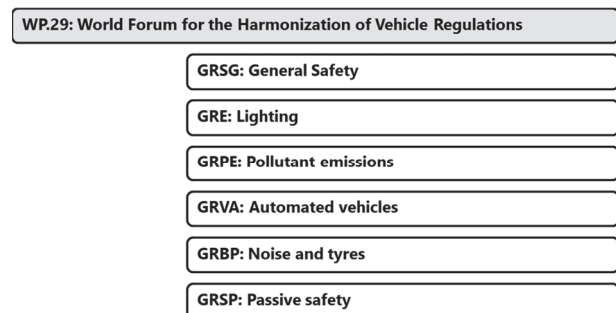 WP.29: World Forum for the Harmonization of Vehicle Regulations
GRSG: General Safety
GRE: Lighting
GRPE: Pollutant emissions
GRVA: Automated vehicles
GRBP: Noise and tyres
GRSP: Passive safety